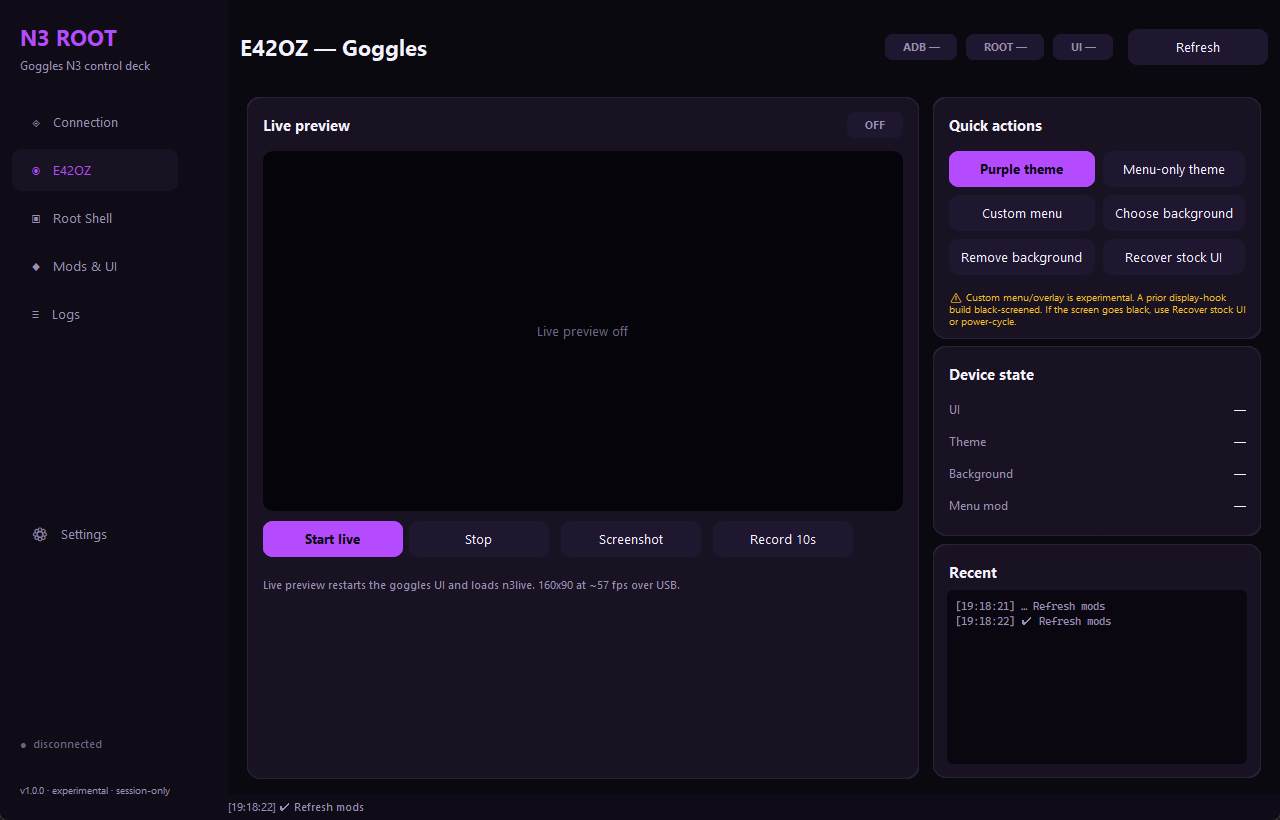 N3 ROOT
Goggles N3 control deck
Connection
E42OZ
Root Shell
Mods & UI
Logs
Settings
● disconnected
v1.0.0 · experimental · session-only
E42OZ — Goggles
ADB —
ROOT —
UI —
Refresh
Live preview
OFF
Live preview off
Start live
Stop
Screenshot
Record 10s
Live preview restarts the goggles UI and loads n3live. 160x90 at ~57 fps over USB.
Quick actions
Purple theme
Menu-only theme
Custom menu
Choose background
Remove background
Recover stock UI
⚠ Custom menu/overlay is experimental. A prior display-hook
build black-screened. If the screen goes black, use Recover stock UI
or power-cycle.
Device state
UI —
Theme —
Background —
Menu mod —
Recent
[19:18:21] … Refresh mods
[19:18:22] ✓ Refresh mods
[19:18:22] ✓ Refresh mods